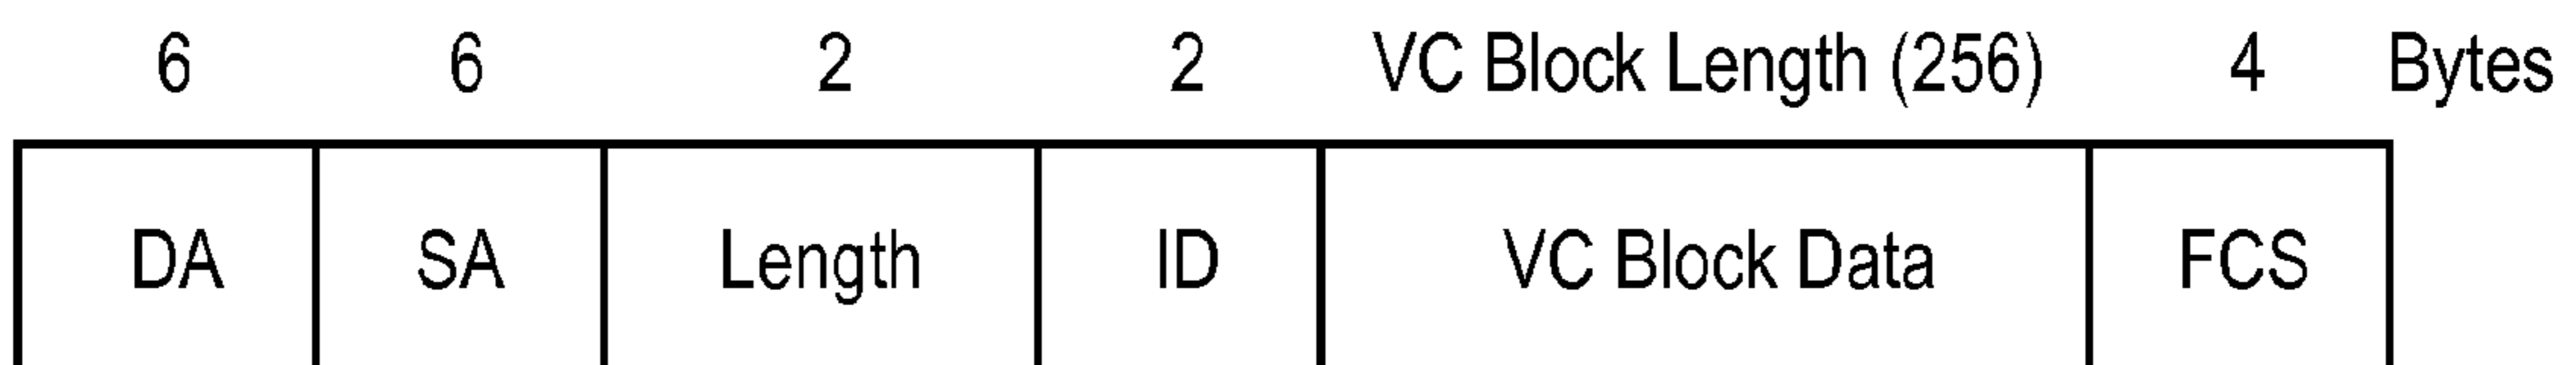 6 6 2 2 VC Block Length (256) 4 Bytes
DA SA Length ID VC Block Data FCS